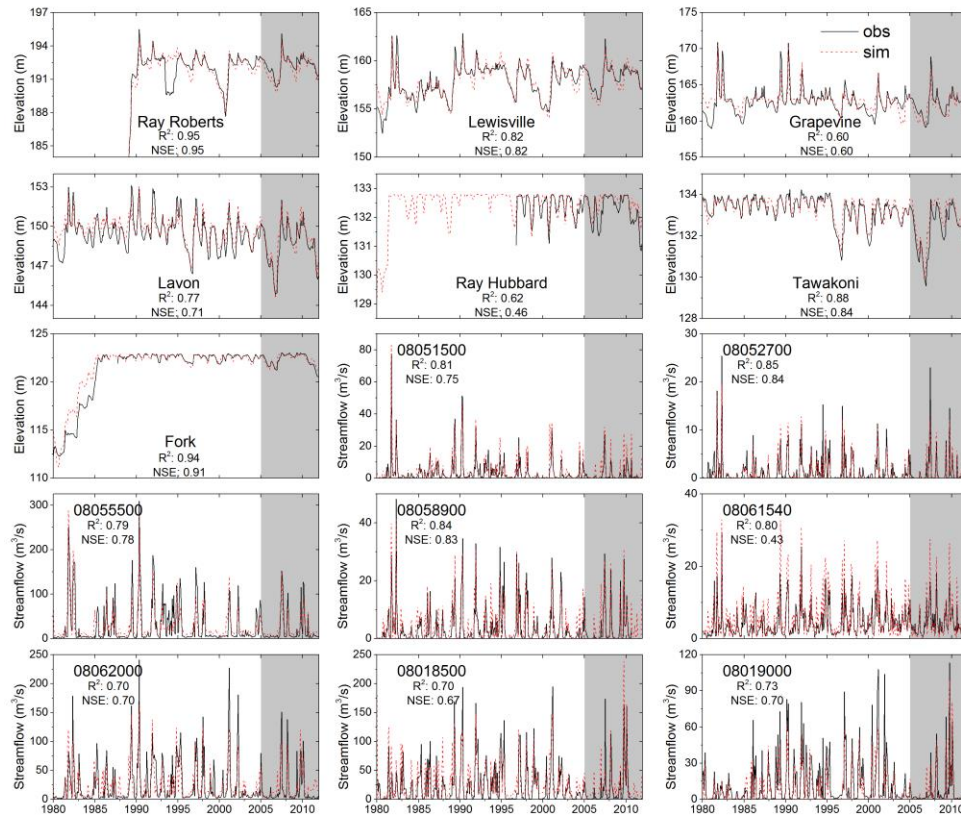 Elevation (m)
197
194
191
188
185
Ray Roberts
R²: 0.95
NSE: 0.95
Elevation (m)
165
160
155
150
Lewisville
R²: 0.82
NSE: 0.82
Elevation (m)
175
170
165
160
155
obs
sim
Grapevine
R²: 0.60
NSE: 0.60
Elevation (m)
153
150
147
144
Lavon
R²: 0.77
NSE: 0.71
Elevation (m)
133
132
131
130
129
Ray Hubbard
R²: 0.62
NSE: 0.46
Elevation (m)
134
132
130
128
Tawakoni
R²: 0.88
NSE: 0.84
Elevation (m)
125
120
115
110
Fork
R²: 0.94
NSE: 0.91
Streamflow (m³/s)
80
60
40
20
0
08051500
R²: 0.81
NSE: 0.75
Streamflow (m³/s)
30
20
10
0
08052700
R²: 0.85
NSE: 0.84
Streamflow (m³/s)
300
200
100
0
08055500
R²: 0.79
NSE: 0.78
Streamflow (m³/s)
40
20
0
08058900
R²: 0.84
NSE: 0.83
Streamflow (m³/s)
40
20
0
08061540
R²: 0.80
NSE: 0.43
Streamflow (m³/s)
250
200
150
100
50
0
08062000
R²: 0.70
NSE: 0.70
1980 1985 1990 1995 2000 2005 2010
Streamflow (m³/s)
250
200
150
100
50
0
08018500
R²: 0.70
NSE: 0.67
1980 1985 1990 1995 2000 2005 2010
Streamflow (m³/s)
120
90
60
30
0
08019000
R²: 0.73
NSE: 0.70
1980 1985 1990 1995 2000 2005 2010